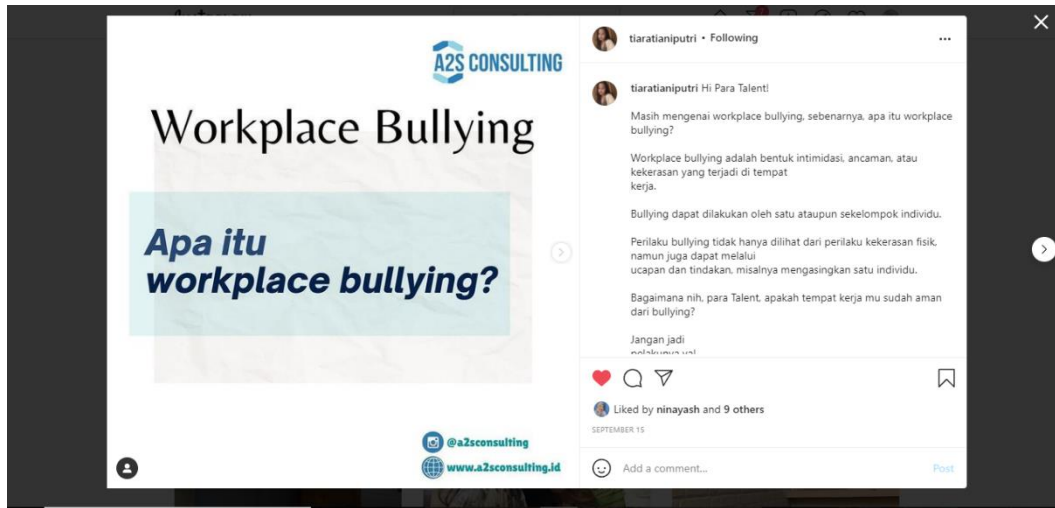 A2S CONSULTING
Workplace Bullying
Apa itu
workplace bullying?
@a2sconsulting
www.a2sconsulting.id
tiaratianiputri • Following
tiaratianiputri Hi Para Talent!
Masih mengenai workplace bullying, sebenarnya, apa itu workplace
bullying?
Workplace bullying adalah bentuk intimidasi, ancaman, atau
kekerasan yang terjadi di tempat
kerja.
Bullying dapat dilakukan oleh satu ataupun sekelompok individu.
Perilaku bullying tidak hanya dilihat dari perilaku kekerasan fisik,
namun juga dapat melalui
ucapan dan tindakan, misalnya mengasingkan satu individu.
Bagaimana nih, para Talent, apakah tempat kerja mu sudah aman
dari bullying?
Jangan jadi
pelakunya ya!
Liked by ninayash and 9 others
SEPTEMBER 15
Add a comment...
Post